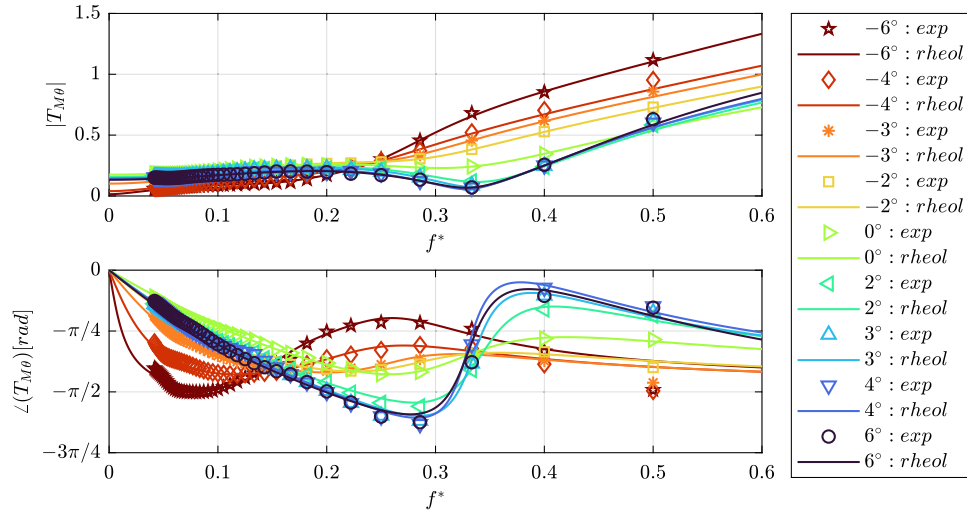 1.5
1
0.5
0
|T_{Mθ}|
0 0.1 0.2 0.3 0.4 0.5 0.6
f*
0
−π/4
−π/2
−3π/4
∠(T_{Mθ})[rad]
0 0.1 0.2 0.3 0.4 0.5 0.6
f*
−6° : exp
−6° : rheol
−4° : exp
−4° : rheol
−3° : exp
−3° : rheol
−2° : exp
−2° : rheol
0° : exp
0° : rheol
2° : exp
2° : rheol
3° : exp
3° : rheol
4° : exp
4° : rheol
6° : exp
6° : rheol